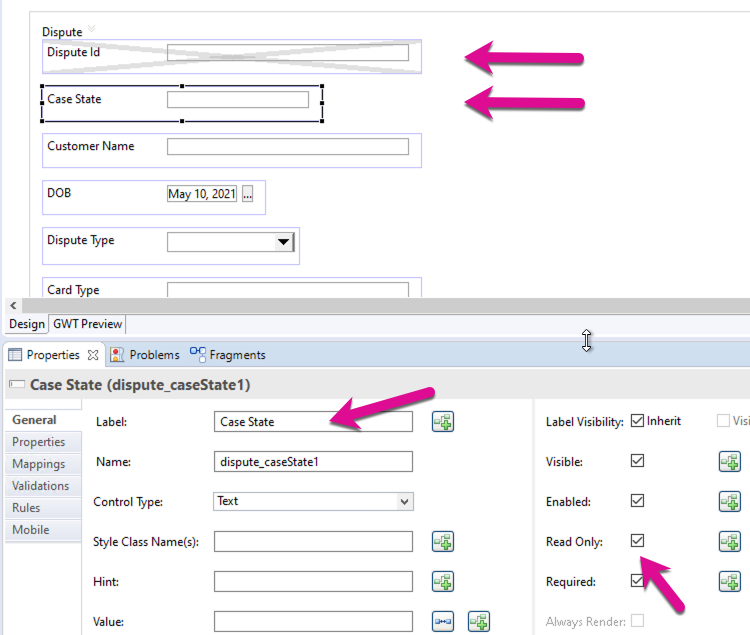 Dispute
Dispute Id
Case State
Customer Name
DOB May 10, 2021 ...
Dispute Type
Card Type
Design GWT Preview
Properties Problems Fragments
Case State (dispute_caseState1)
General
Properties
Mappings
Validations
Rules
Mobile
Label: Case State
Name: dispute_caseState1
Control Type: Text
Style Class Name(s):
Hint:
Value:
Label Visibility: Inherit
Visible:
Enabled:
Read Only:
Required:
Always Render: